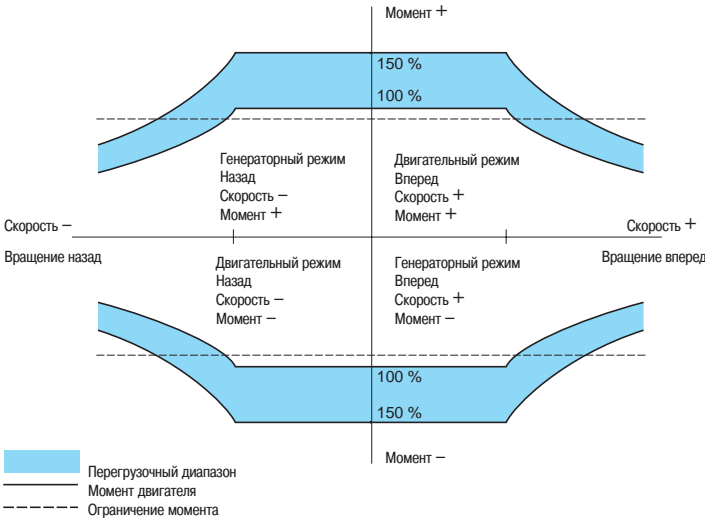 Момент +
150 %
100 %
Генераторный режим
Назад
Скорость –
Момент +
Двигательный режим
Вперед
Скорость +
Момент +
Скорость –
Скорость +
Вращение назад
Вращение вперед
Двигательный режим
Назад
Скорость –
Момент –
Генераторный режим
Вперед
Скорость +
Момент –
100 %
150 %
Момент –
Перегрузочный диапазон
Момент двигателя
Ограничение момента